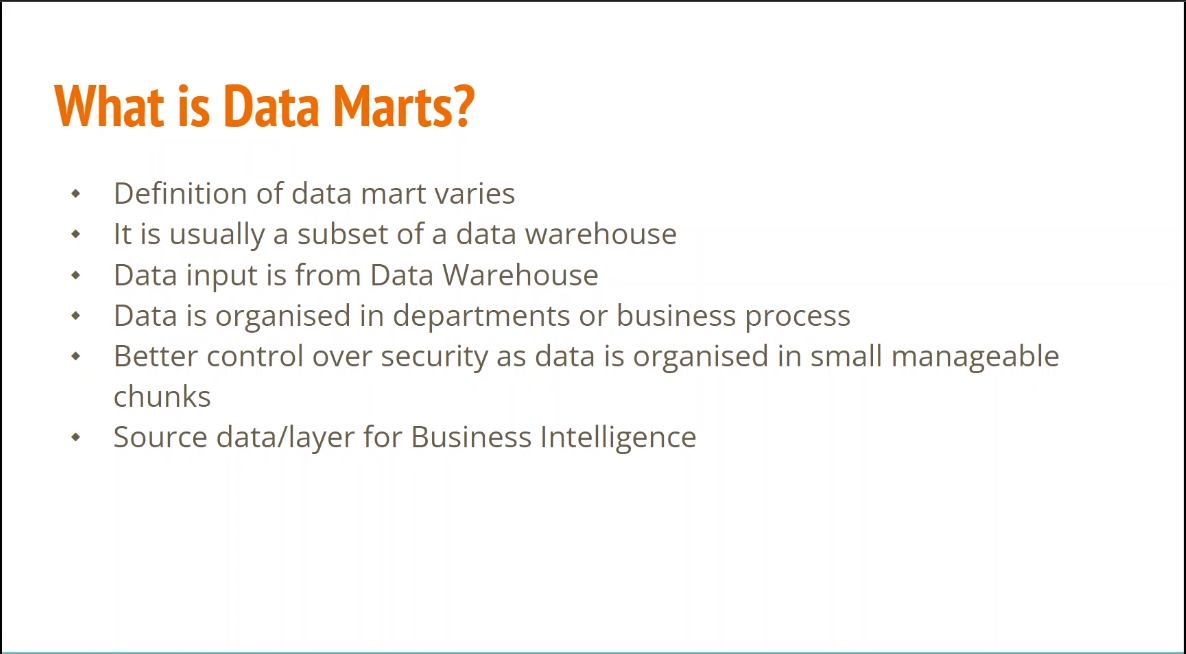 What is Data Marts?
Definition of data mart varies
It is usually a subset of a data warehouse
Data input is from Data Warehouse
Data is organised in departments or business process
Better control over security as data is organised in small manageable
chunks
Source data/layer for Business Intelligence